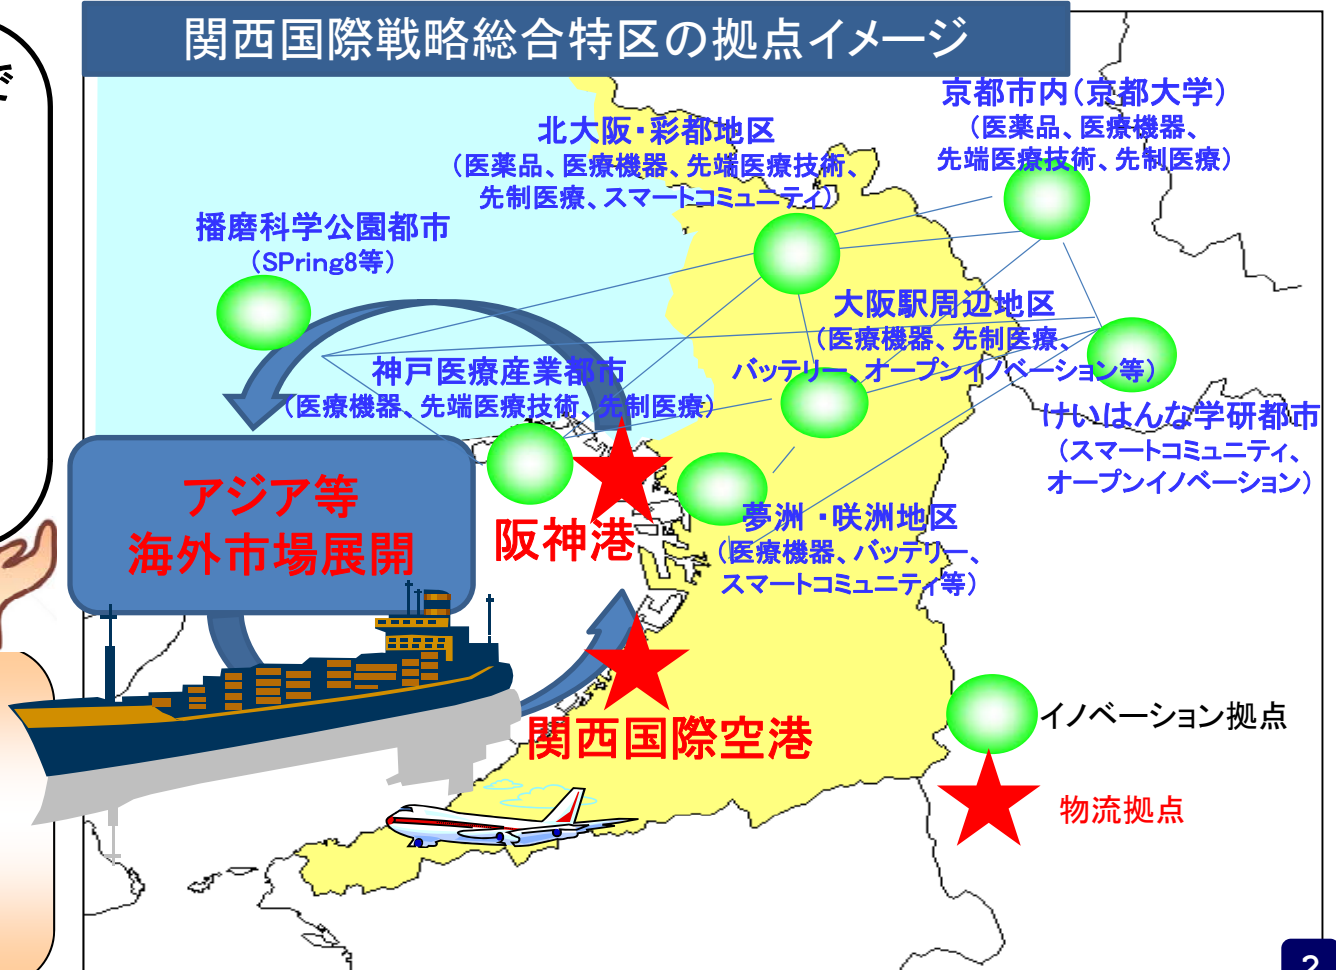 関西国際戦略総合特区の拠点イメージ
で
京都市内(京都大学)
(医薬品、医療機器、
先端医療技術、先制医療)
北大阪・彩都地区
(医薬品、医療機器、先端医療技術、
先制医療、スマートコミュニティ)
播磨科学公園都市
(SPring8等)
大阪駅周辺地区
(医療機器、先制医療、
バッテリー、オープンイノベーション等)
神戸医療産業都市
(医療機器、先端医療技術、先制医療)
けいはんな学研都市
(スマートコミュニティ、
オープンイノベーション)
アジア等
海外市場展開
阪神港
夢洲・咲洲地区
(医療機器、バッテリー、
スマートコミュニティ等)
関西国際空港
イノベーション拠点
物流拠点
2